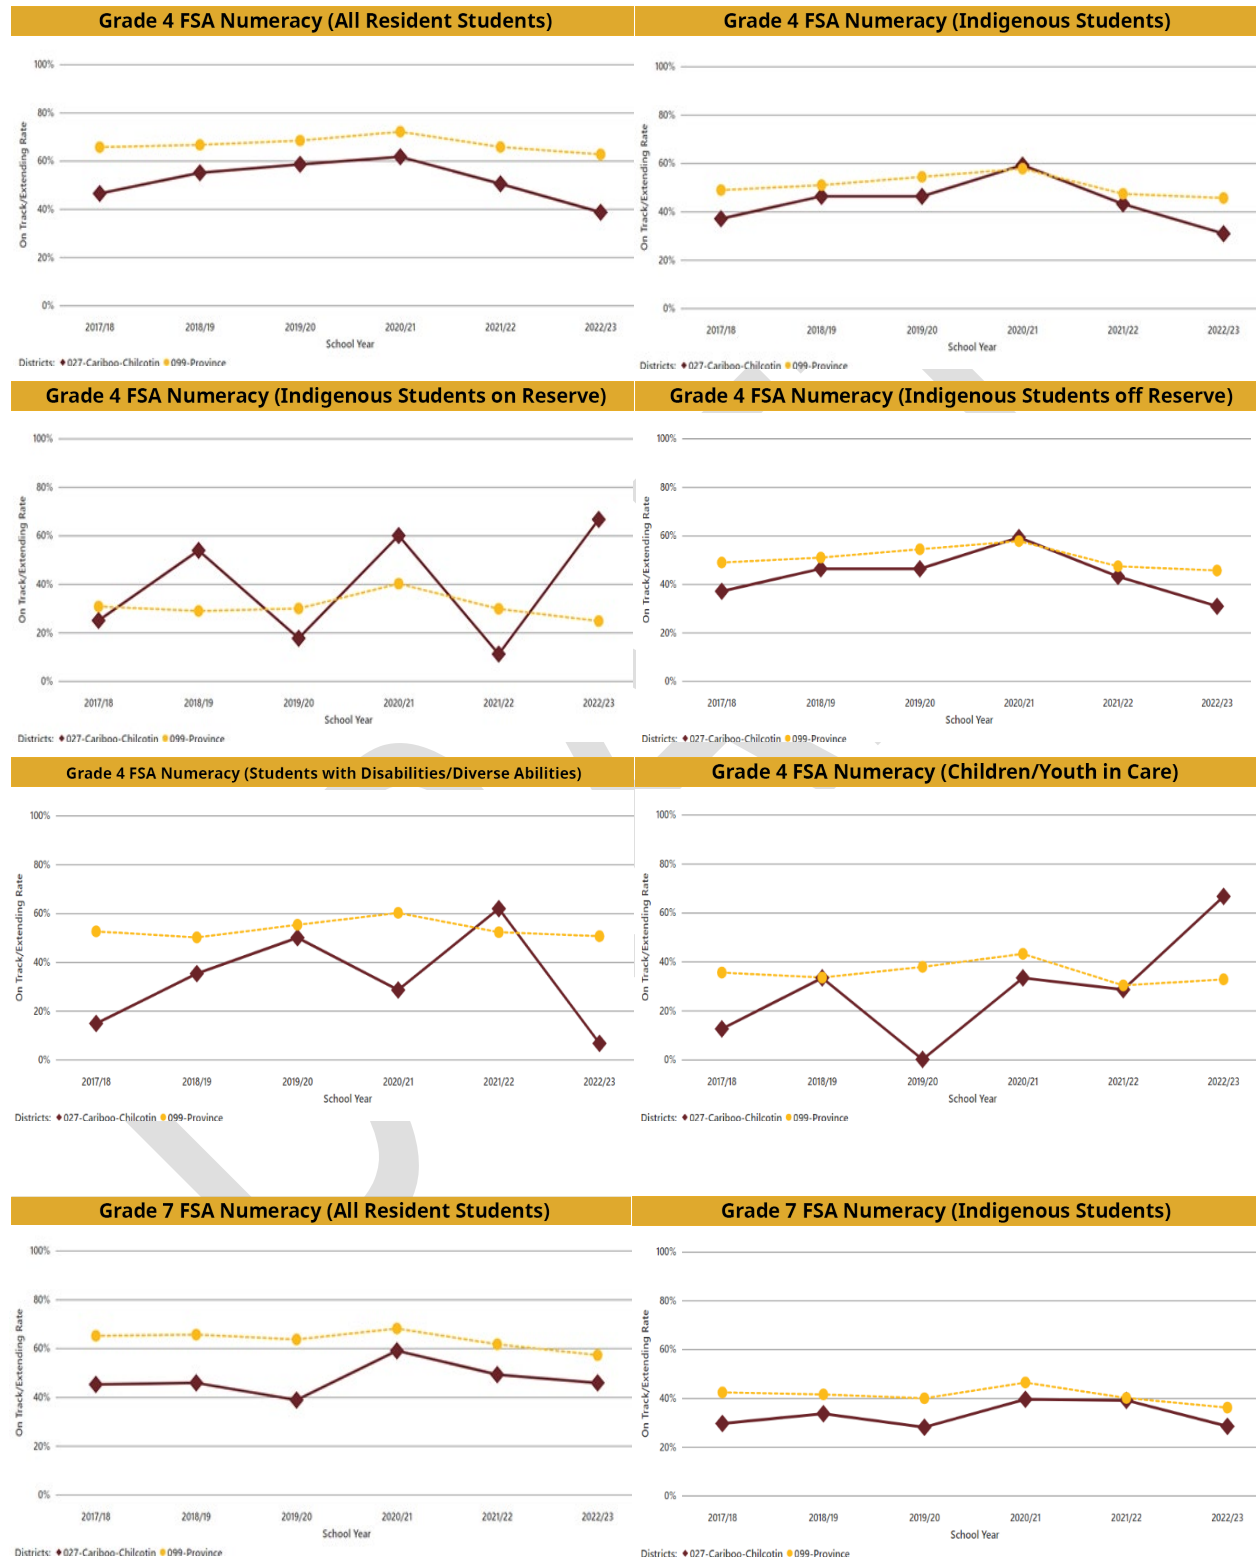 Grade 4 FSA Numeracy (All Resident Students)
100%
80%
60%
40%
20%
0%
On Track/Extending Rate
2017/18 2018/19 2019/20 2020/21 2021/22 2022/23
School Year
Districts: 027-Cariboo-Chilcotin 099-Province
Grade 4 FSA Numeracy (Indigenous Students)
100%
80%
60%
40%
20%
0%
On Track/Extending Rate
2017/18 2018/19 2019/20 2020/21 2021/22 2022/23
School Year
Districts: 027-Cariboo-Chilcotin 099-Province
Grade 4 FSA Numeracy (Indigenous Students on Reserve)
100%
80%
60%
40%
20%
0%
On Track/Extending Rate
2017/18 2018/19 2019/20 2020/21 2021/22 2022/23
School Year
Districts: 027-Cariboo-Chilcotin 099-Province
Grade 4 FSA Numeracy (Indigenous Students off Reserve)
100%
80%
60%
40%
20%
0%
On Track/Extending Rate
2017/18 2018/19 2019/20 2020/21 2021/22 2022/23
School Year
Districts: 027-Cariboo-Chilcotin 099-Province
Grade 4 FSA Numeracy (Students with Disabilities/Diverse Abilities)
100%
80%
60%
40%
20%
0%
On Track/Extending Rate
2017/18 2018/19 2019/20 2020/21 2021/22 2022/23
School Year
Districts: 027-Cariboo-Chilcotin 099-Province
Grade 4 FSA Numeracy (Children/Youth in Care)
100%
80%
60%
40%
20%
0%
On Track/Extending Rate
2017/18 2018/19 2019/20 2020/21 2021/22 2022/23
School Year
Districts: 027-Cariboo-Chilcotin 099-Province
Grade 7 FSA Numeracy (All Resident Students)
100%
80%
60%
40%
20%
0%
On Track/Extending Rate
2017/18 2018/19 2019/20 2020/21 2021/22 2022/23
School Year
Districts: 027-Cariboo-Chilcotin 099-Province
Grade 7 FSA Numeracy (Indigenous Students)
100%
80%
60%
40%
20%
0%
On Track/Extending Rate
2017/18 2018/19 2019/20 2020/21 2021/22 2022/23
School Year
Districts: 027-Cariboo-Chilcotin 099-Province